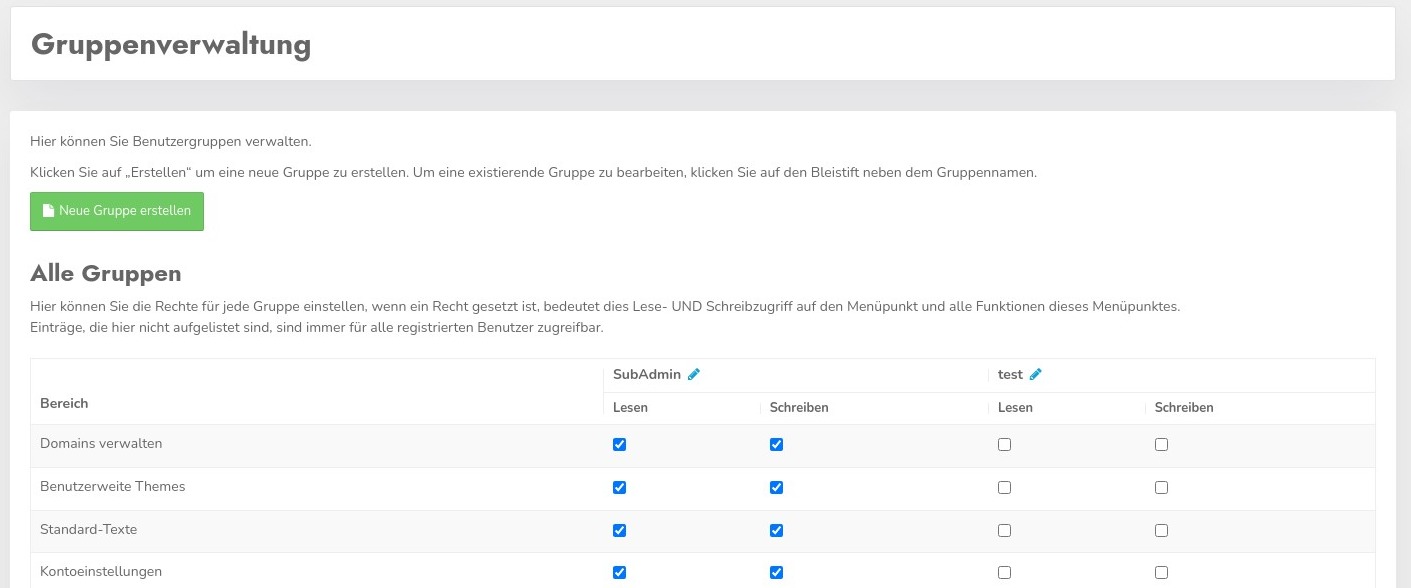 Gruppenverwaltung
Hier können Sie Benutzergruppen verwalten.
Klicken Sie auf „Erstellen“ um eine neue Gruppe zu erstellen. Um eine existierende Gruppe zu bearbeiten, klicken Sie auf den Bleistift neben dem Gruppennamen.
Neue Gruppe erstellen
Alle Gruppen
Hier können Sie die Rechte für jede Gruppe einstellen, wenn ein Recht gesetzt ist, bedeutet dies Lese- UND Schreibzugriff auf den Menüpunkt und alle Funktionen dieses Menüpunktes.
Einträge, die hier nicht aufgelistet sind, sind immer für alle registrierten Benutzer zugreifbar.
SubAdmin test
Bereich
Lesen Schreiben Lesen Schreiben
Domains verwalten
Benutzerweite Themes
Standard-Texte
Kontoeinstellungen